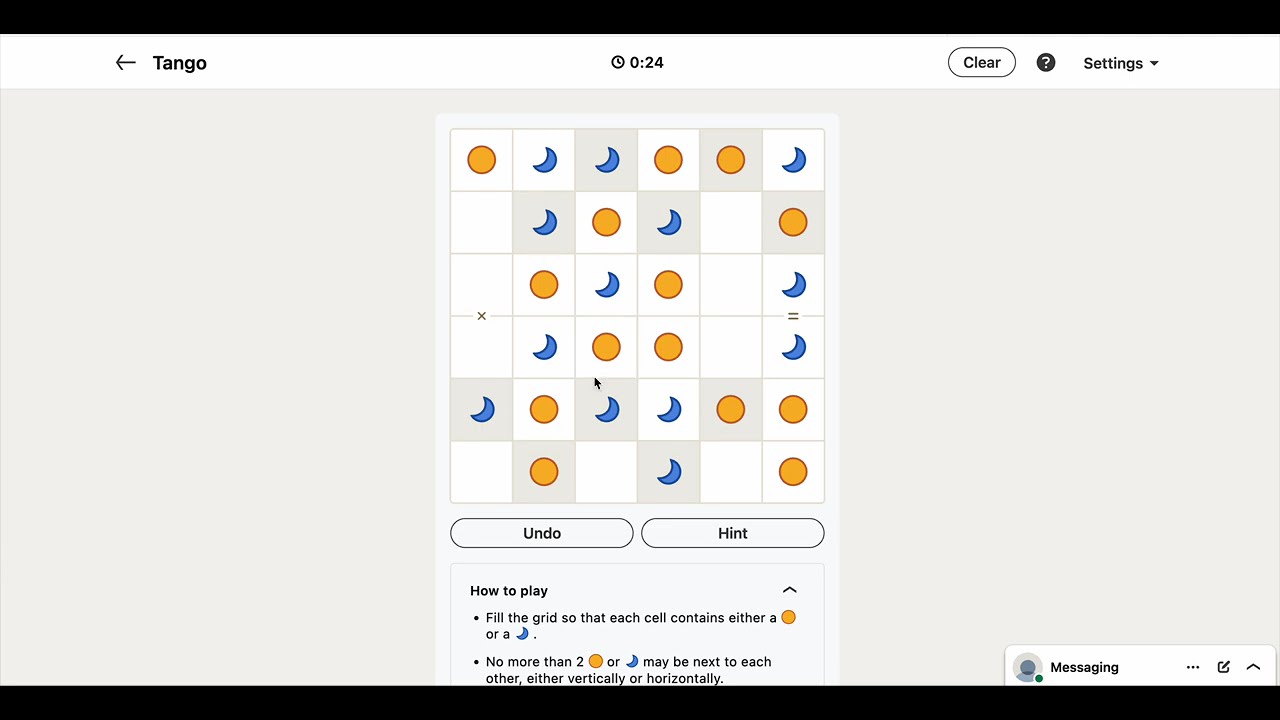 Tango
0:24
Clear
?
Settings
×
=
Undo
Hint
How to play
• Fill the grid so that each cell contains either a
or a .
• No more than 2 or may be next to each
other, either vertically or horizontally.
Messaging